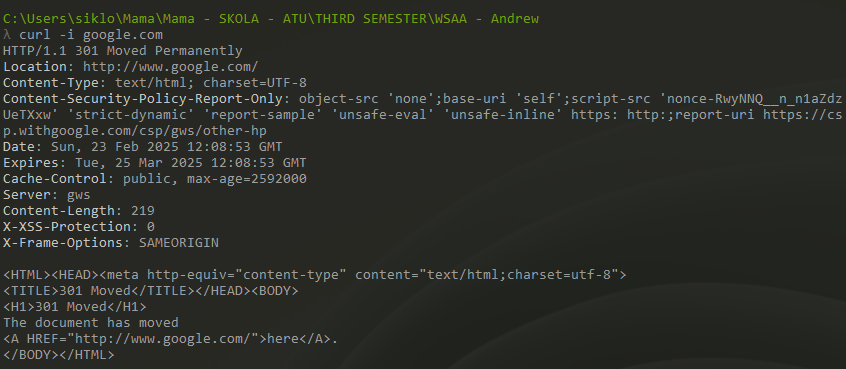 C:\Users\siklo\Mama\Mama - SKOLA - ATU\THIRD SEMESTER\WSAA - Andrew
λ curl -i google.com
HTTP/1.1 301 Moved Permanently
Location: http://www.google.com/
Content-Type: text/html; charset=UTF-8
Content-Security-Policy-Report-Only: object-src 'none';base-uri 'self';script-src 'nonce-RwyNNQ__n_n1aZdz
UeTXxw' 'strict-dynamic' 'report-sample' 'unsafe-eval' 'unsafe-inline' https: http:;report-uri https://cs
p.withgoogle.com/csp/gws/other-hp
Date: Sun, 23 Feb 2025 12:08:53 GMT
Expires: Tue, 25 Mar 2025 12:08:53 GMT
Cache-Control: public, max-age=2592000
Server: gws
Content-Length: 219
X-XSS-Protection: 0
X-Frame-Options: SAMEORIGIN
<HTML><HEAD><meta http-equiv="content-type" content="text/html;charset=utf-8">
<TITLE>301 Moved</TITLE></HEAD><BODY>
<H1>301 Moved</H1>
The document has moved
<A HREF="http://www.google.com/">here</A>.
</BODY></HTML>